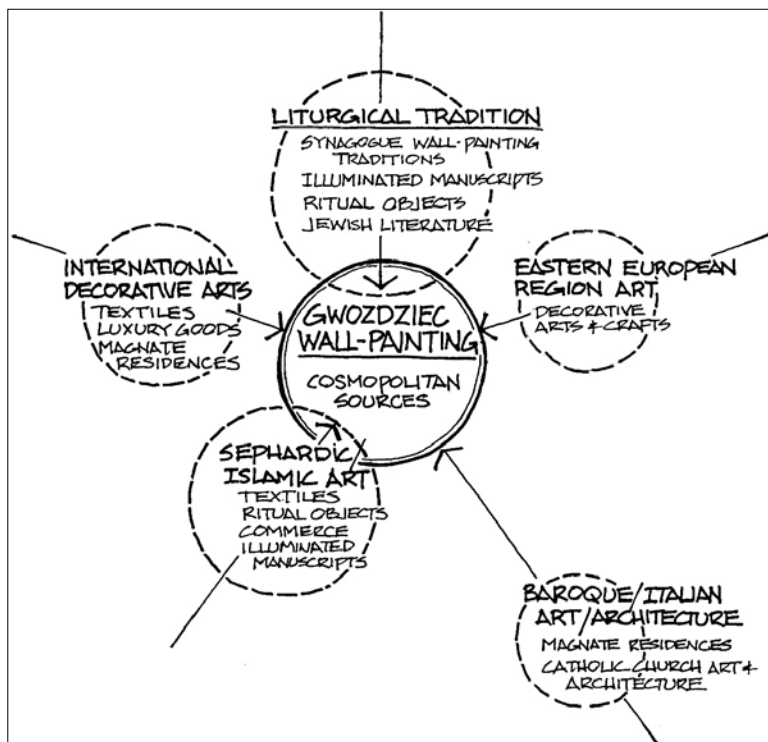 LITURGICAL TRADITION
SYNAGOGUE WALL-PAINTING
TRADITIONS
ILLUMINATED MANUSCRIPTS
RITUAL OBJECTS
JEWISH LITERATURE
INTERNATIONAL
DECORATIVE ARTS
TEXTILES
LUXURY GOODS
MAGNATE
RESIDENCES
GWOZDZIEC
WALL-PAINTING
COSMOPOLITAN
SOURCES
EASTERN EUROPEAN
REGION ART
DECORATIVE
ARTS & CRAFTS
SEPHARDIC
ISLAMIC ART
TEXTILES
RITUAL OBJECTS
COMMERCE
ILLUMINATED
MANUSCRIPTS
BAROQUE/ITALIAN
ART/ARCHITECTURE
MAGNATE RESIDENCES
CATHOLIC CHURCH ART &
ARCHITECTURE